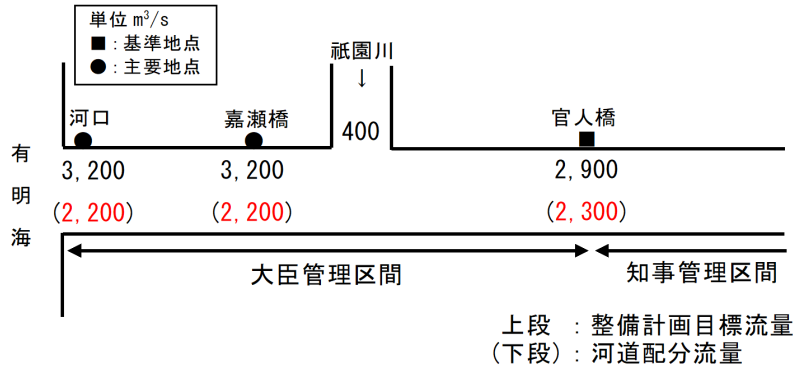 単位 m³/s
■：基準地点
●：主要地点
祇園川
↓
400
河口
嘉瀬橋
官人橋
有明海
3,200
3,200
2,900
(2,200)
(2,200)
(2,300)
大臣管理区間
知事管理区間
上段 ：整備計画目標流量
(下段)：河道配分流量